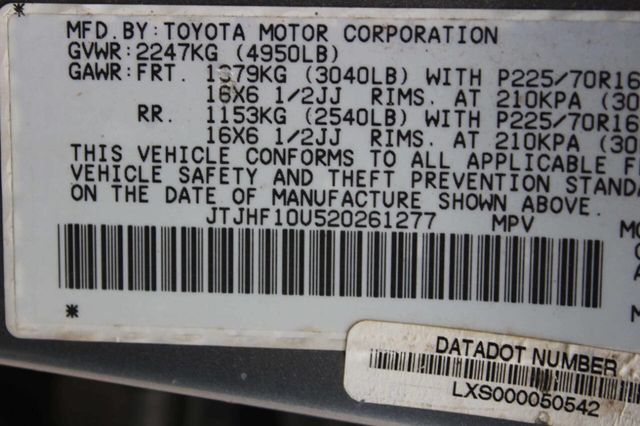 MFD. BY: TOYOTA MOTOR CORPORATION
GVWR: 2247KG (4950LB)
GAWR: FRT. 1379KG (3040LB) WITH P225/70R16
16X6 1/2JJ RIMS. AT 210KPA (30
RR. 1153KG (2540LB) WITH P225/70R16
16X6 1/2JJ RIMS. AT 210KPA (30
THIS VEHICLE CONFORMS TO ALL APPLICABLE F
VEHICLE SAFETY AND THEFT PREVENTION STAND
ON THE DATE OF MANUFACTURE SHOWN ABOVE.
JTJHF10U520261277 MPV
* *
DATADOT NUMBER
LXS000050542